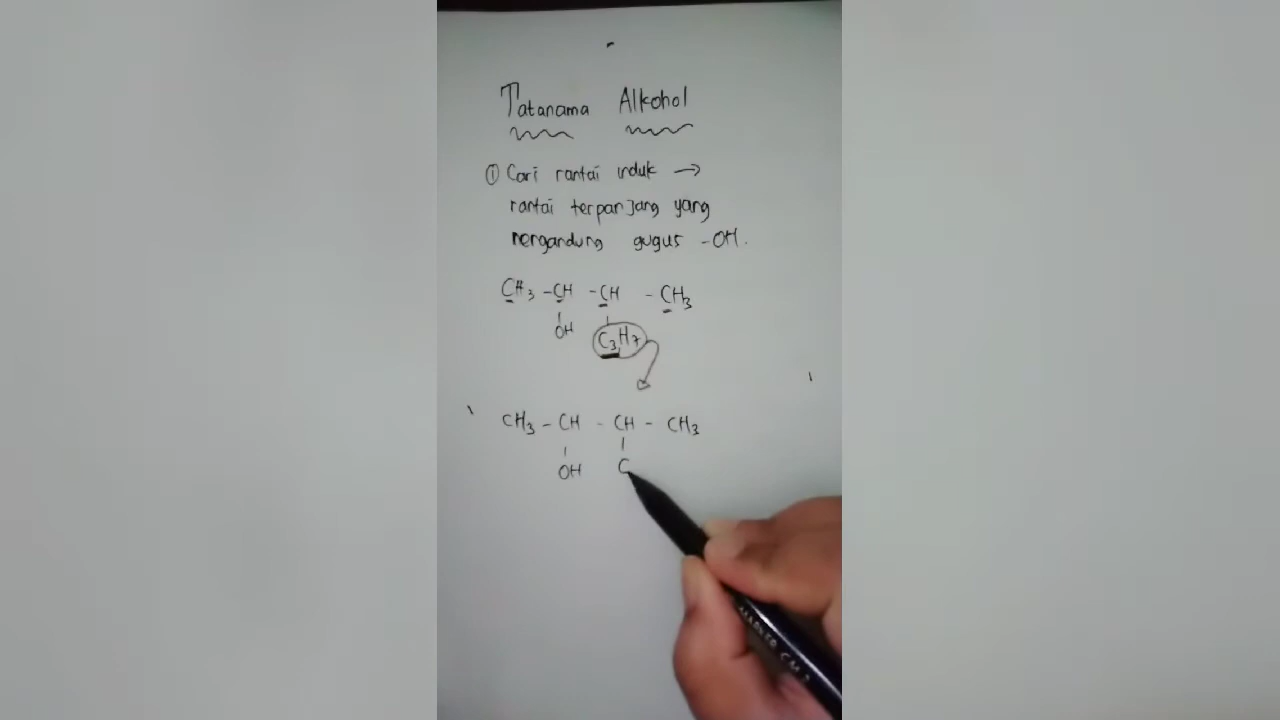 Tatanama Alkohol
① Cari rantai induk →
rantai terpanjang yang
mengandung gugus -OH.
CH₃ - CH - CH - CH₃
OH C₃H₇
CH₃ - CH - CH - CH₃
OH C